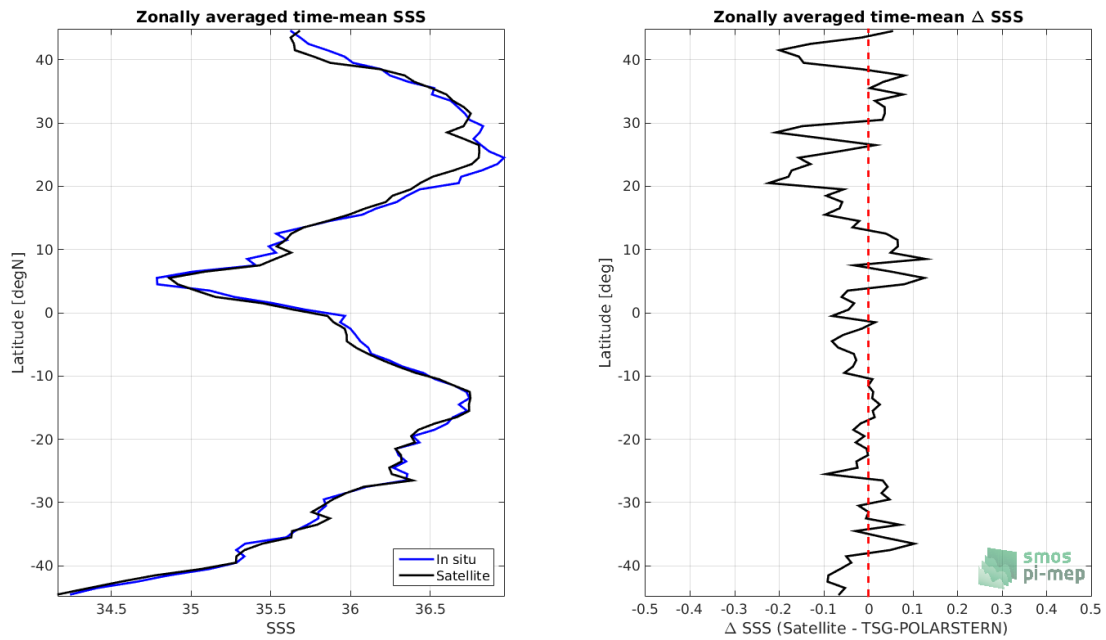 Zonally averaged time-mean SSS
40
30
20
10
0
-10
-20
-30
-40
Latitude [degN]
34.5 35 35.5 36 36.5
SSS
In situ
Satellite
Zonally averaged time-mean Δ SSS
40
30
20
10
0
-10
-20
-30
-40
Latitude [deg]
-0.5 -0.4 -0.3 -0.2 -0.1 0 0.1 0.2 0.3 0.4 0.5
Δ SSS (Satellite - TSG-POLARSTERN)
smos
pi-mep